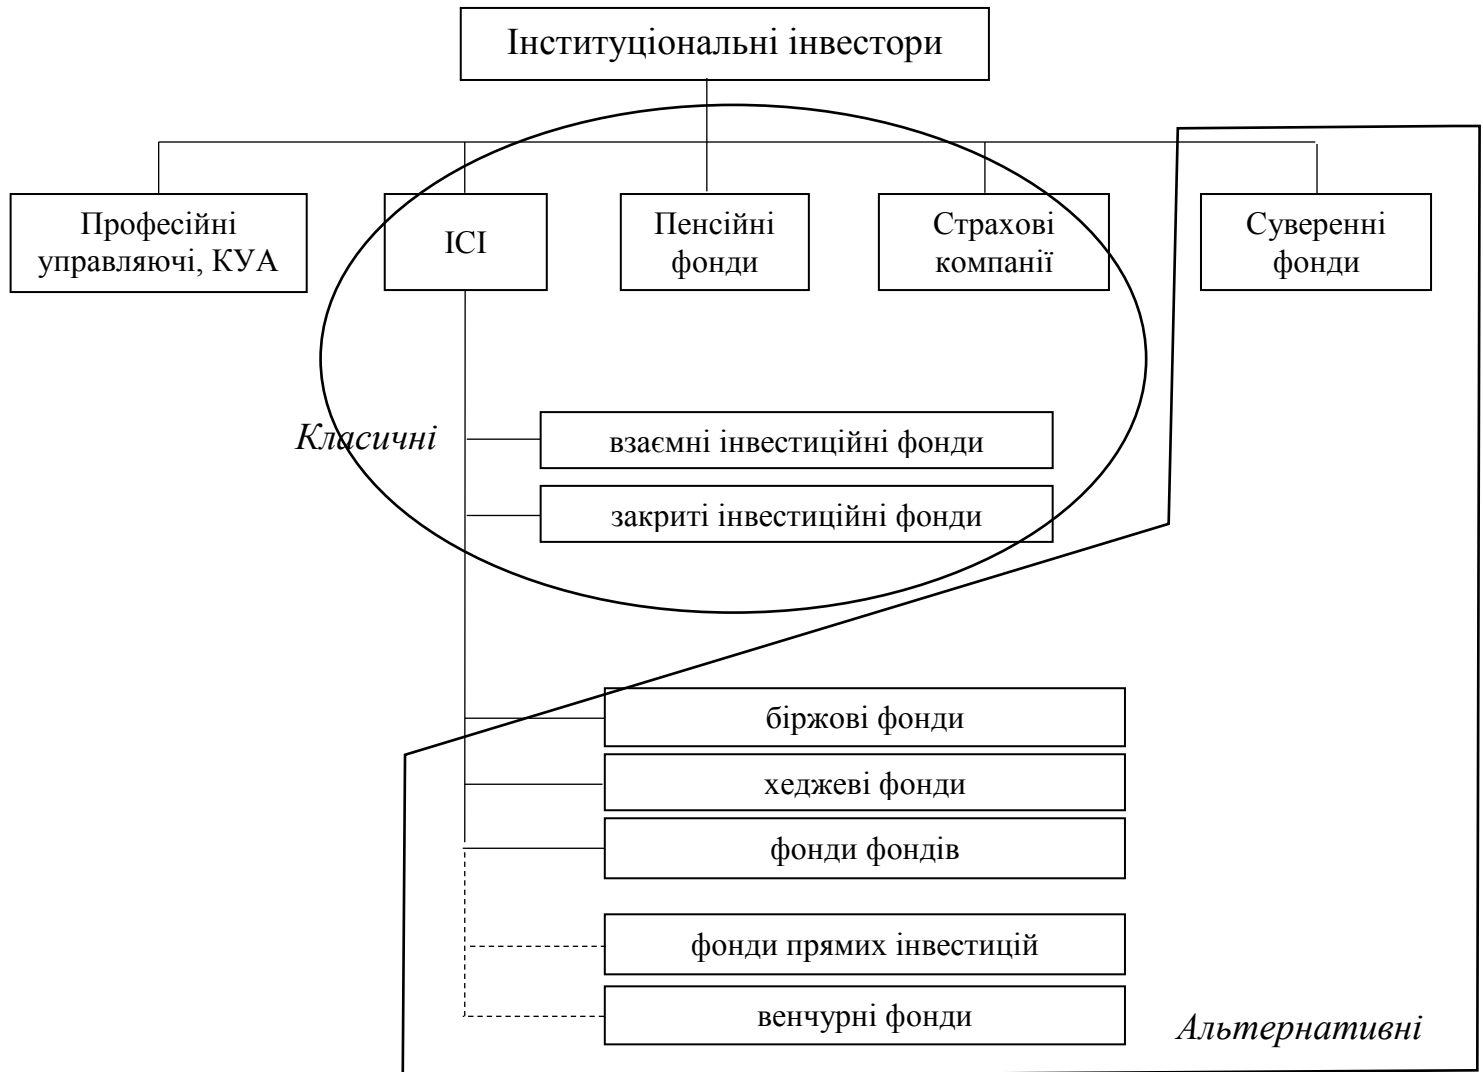 Інституціональні інвестори
Професійні
управляючі, КУА
ІСІ
Пенсійні
фонди
Страхові
компанії
Суверенні
фонди
Класичні
взаємні інвестиційні фонди
закриті інвестиційні фонди
біржові фонди
хеджеві фонди
фонди фондів
фонди прямих інвестицій
венчурні фонди
Альтернативні